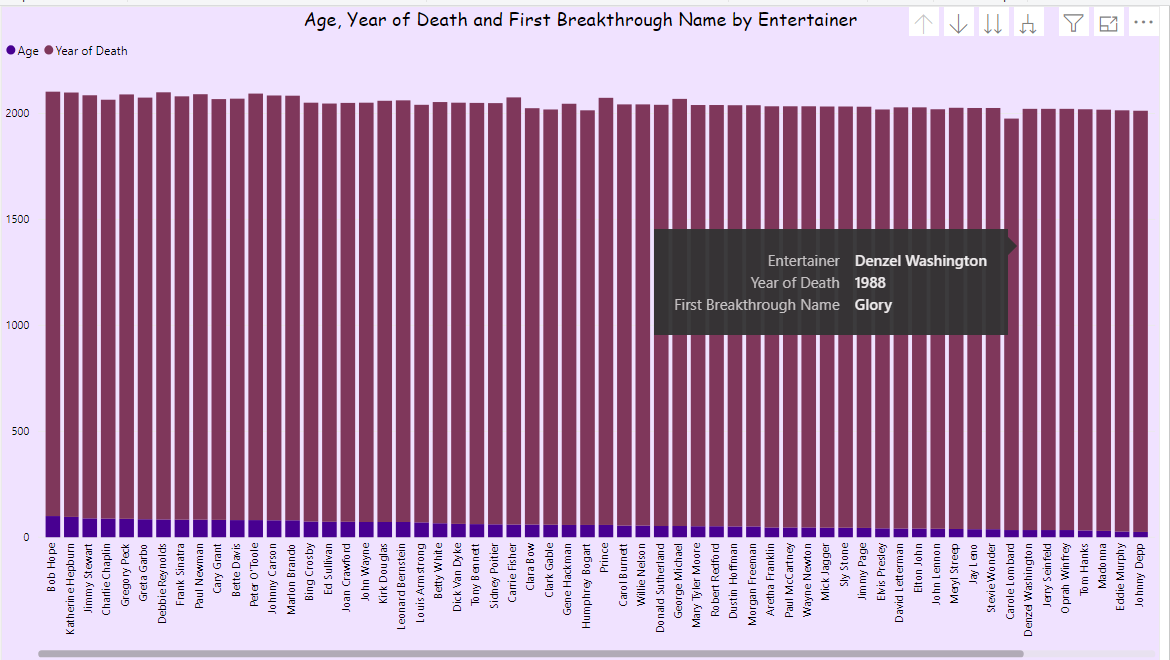 Age, Year of Death and First Breakthrough Name by Entertainer
Age Year of Death
2000
1500
1000
500
0
Entertainer Denzel Washington
Year of Death 1988
First Breakthrough Name Glory
Bob Hope
Katherine Hepburn
Jimmy Stewart
Charlie Chaplin
Gregory Peck
Greta Garbo
Debbie Reynolds
Frank Sinatra
Paul Newman
Cary Grant
Bette Davis
Peter O'Toole
Johnny Carson
Marlon Brando
Bing Crosby
Ed Sullivan
Joan Crawford
John Wayne
Kirk Douglas
Leonard Bernstein
Louis Armstrong
Betty White
Dick Van Dyke
Tony Bennett
Sidney Poitier
Carrie Fisher
Clara Bow
Clark Gable
Gene Hackman
Humphrey Bogart
Prince
Carol Burnett
Willie Nelson
Donald Sutherland
George Michael
Mary Tyler Moore
Robert Redford
Dustin Hoffman
Morgan Freeman
Aretha Franklin
Paul McCartney
Wayne Newton
Mick Jagger
Sly Stone
Jimmy Page
Elvis Presley
David Letterman
Elton John
John Lennon
Meryl Streep
Jay Leno
Stevie Wonder
Carole Lombard
Denzel Washington
Jerry Seinfeld
Oprah Winfrey
Tom Hanks
Madonna
Eddie Murphy
Johnny Depp